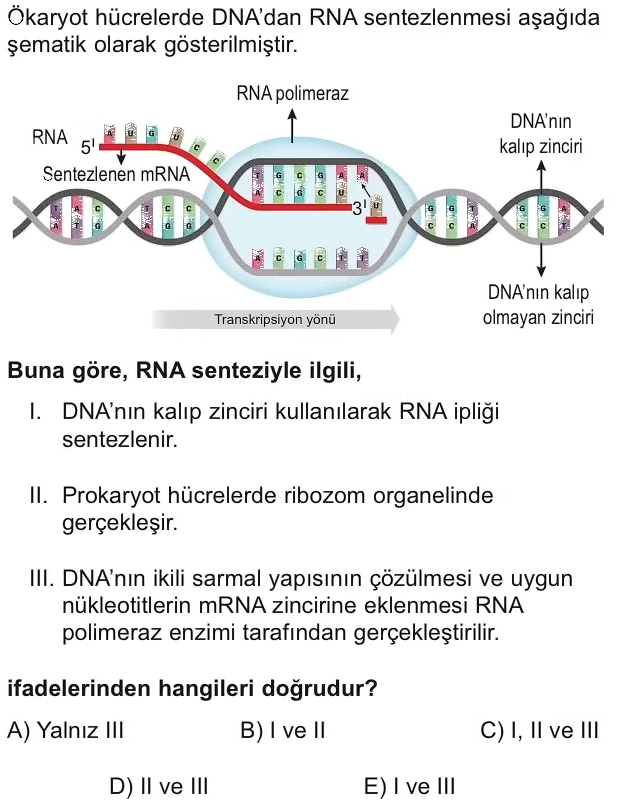 Ökaryot hücrelerde DNA'dan RNA sentezlenmesi aşağıda
şematik olarak gösterilmiştir.
RNA polimeraz
DNA'nın
kalıp zinciri
RNA 5'
A U G U C C
Sentezlenen mRNA
T G C G A A
A C G C U
3'
U
T A C
A T G
T C C
A G G
G G T
C C A
G G A
C C T
A C G C T T
DNA'nın kalıp
olmayan zinciri
Transkripsiyon yönü
Buna göre, RNA senteziyle ilgili,
I. DNA'nın kalıp zinciri kullanılarak RNA ipliği
sentezlenir.
II. Prokaryot hücrelerde ribozom organelinde
gerçekleşir.
III. DNA'nın ikili sarmal yapısının çözülmesi ve uygun
nükleotitlerin mRNA zincirine eklenmesi RNA
polimeraz enzimi tarafından gerçekleştirilir.
ifadelerinden hangileri doğrudur?
A) Yalnız III B) I ve II C) I, II ve III
D) II ve III E) I ve III